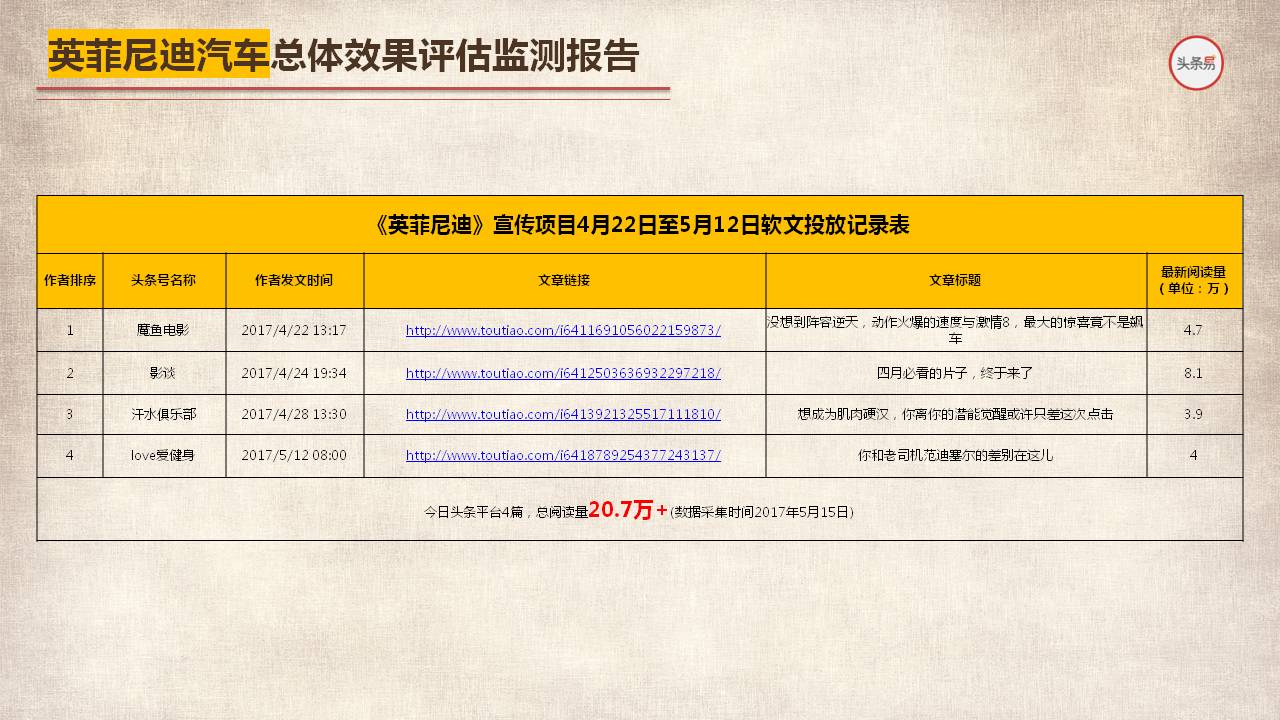 英菲尼迪汽车总体效果评估监测报告
头条易
《英菲尼迪》宣传项目4月22日至5月12日软文投放记录表
作者排序 头条号名称 作者发文时间 文章链接 文章标题 最新阅读量（单位：万）
1 魔鱼电影 2017/4/22 13:17 http://www.toutiao.com/i6411691056022159873/ 没想到阵容逆天，动作火爆的速度与激情8，最大的惊喜竟不是飙车 4.7
2 影谈 2017/4/24 19:34 http://www.toutiao.com/i6412503636932297218/ 四月必看的片子，终于来了 8.1
3 汗水俱乐部 2017/4/28 13:30 http://www.toutiao.com/i6413921325517111810/ 想成为肌肉硬汉，你离你的潜能觉醒或许只差这次点击 3.9
4 love爱健身 2017/5/12 08:00 http://www.toutiao.com/i6418789254377243137/ 你和老司机范迪塞尔的差别在这儿 4
今日头条平台4篇，总阅读量20.7万+(数据采集时间2017年5月15日)